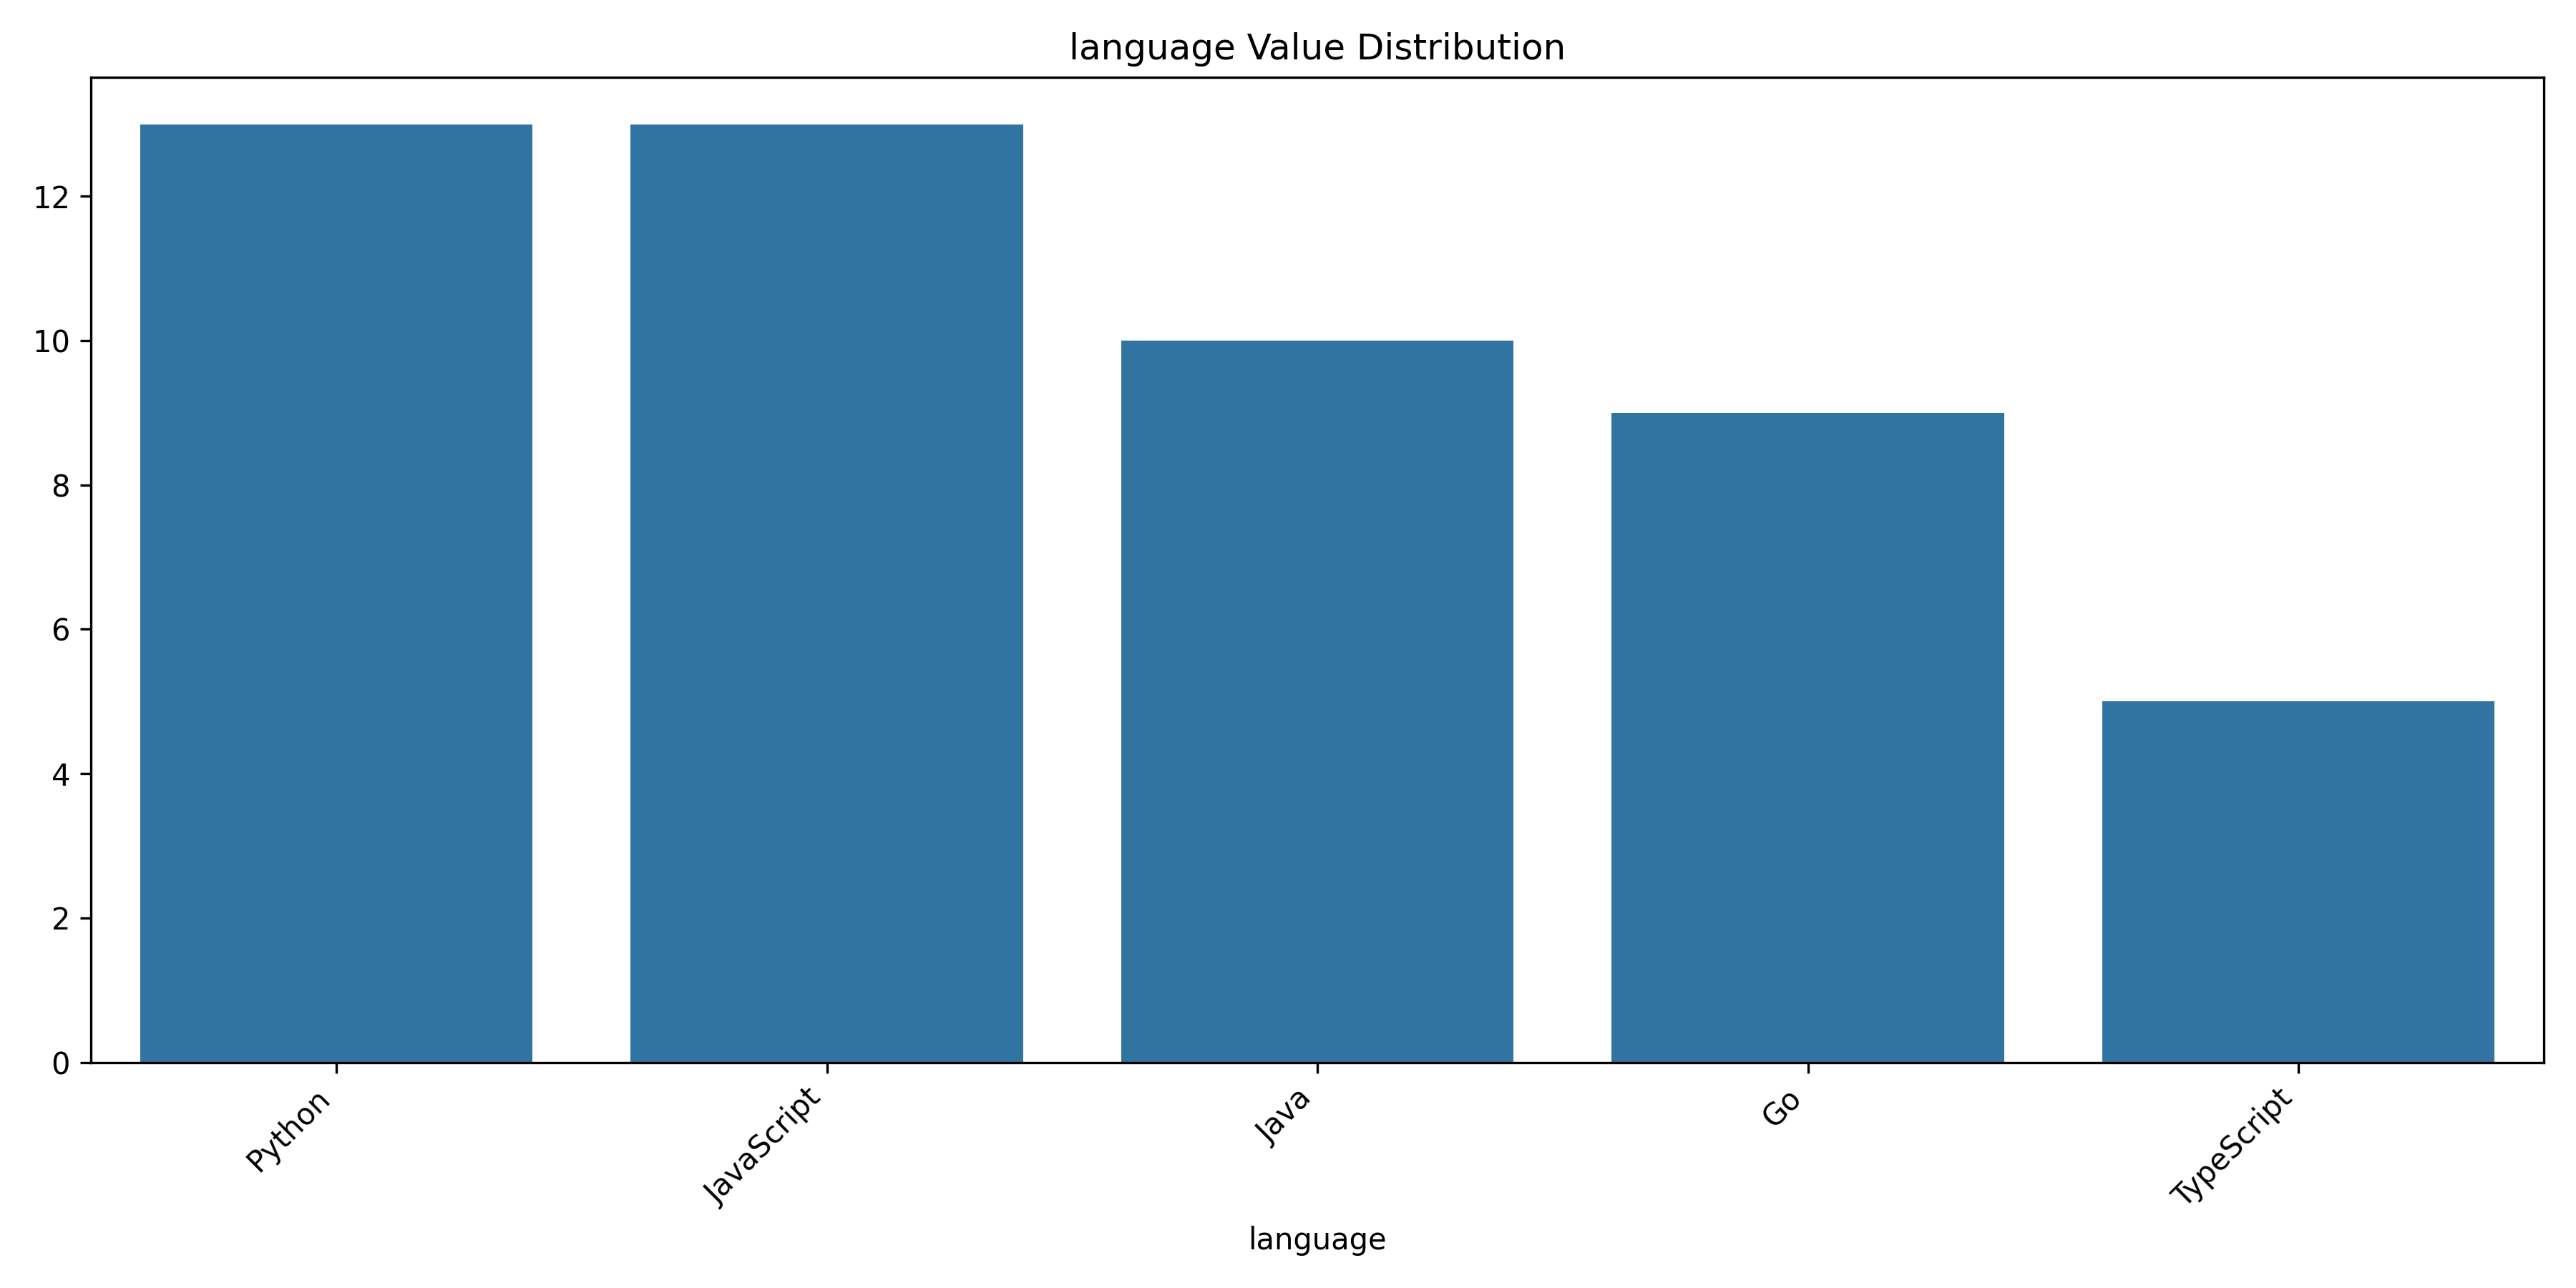 language Value Distribution
12
10
8
6
4
2
0
Python
JavaScript
Java
Go
TypeScript
language